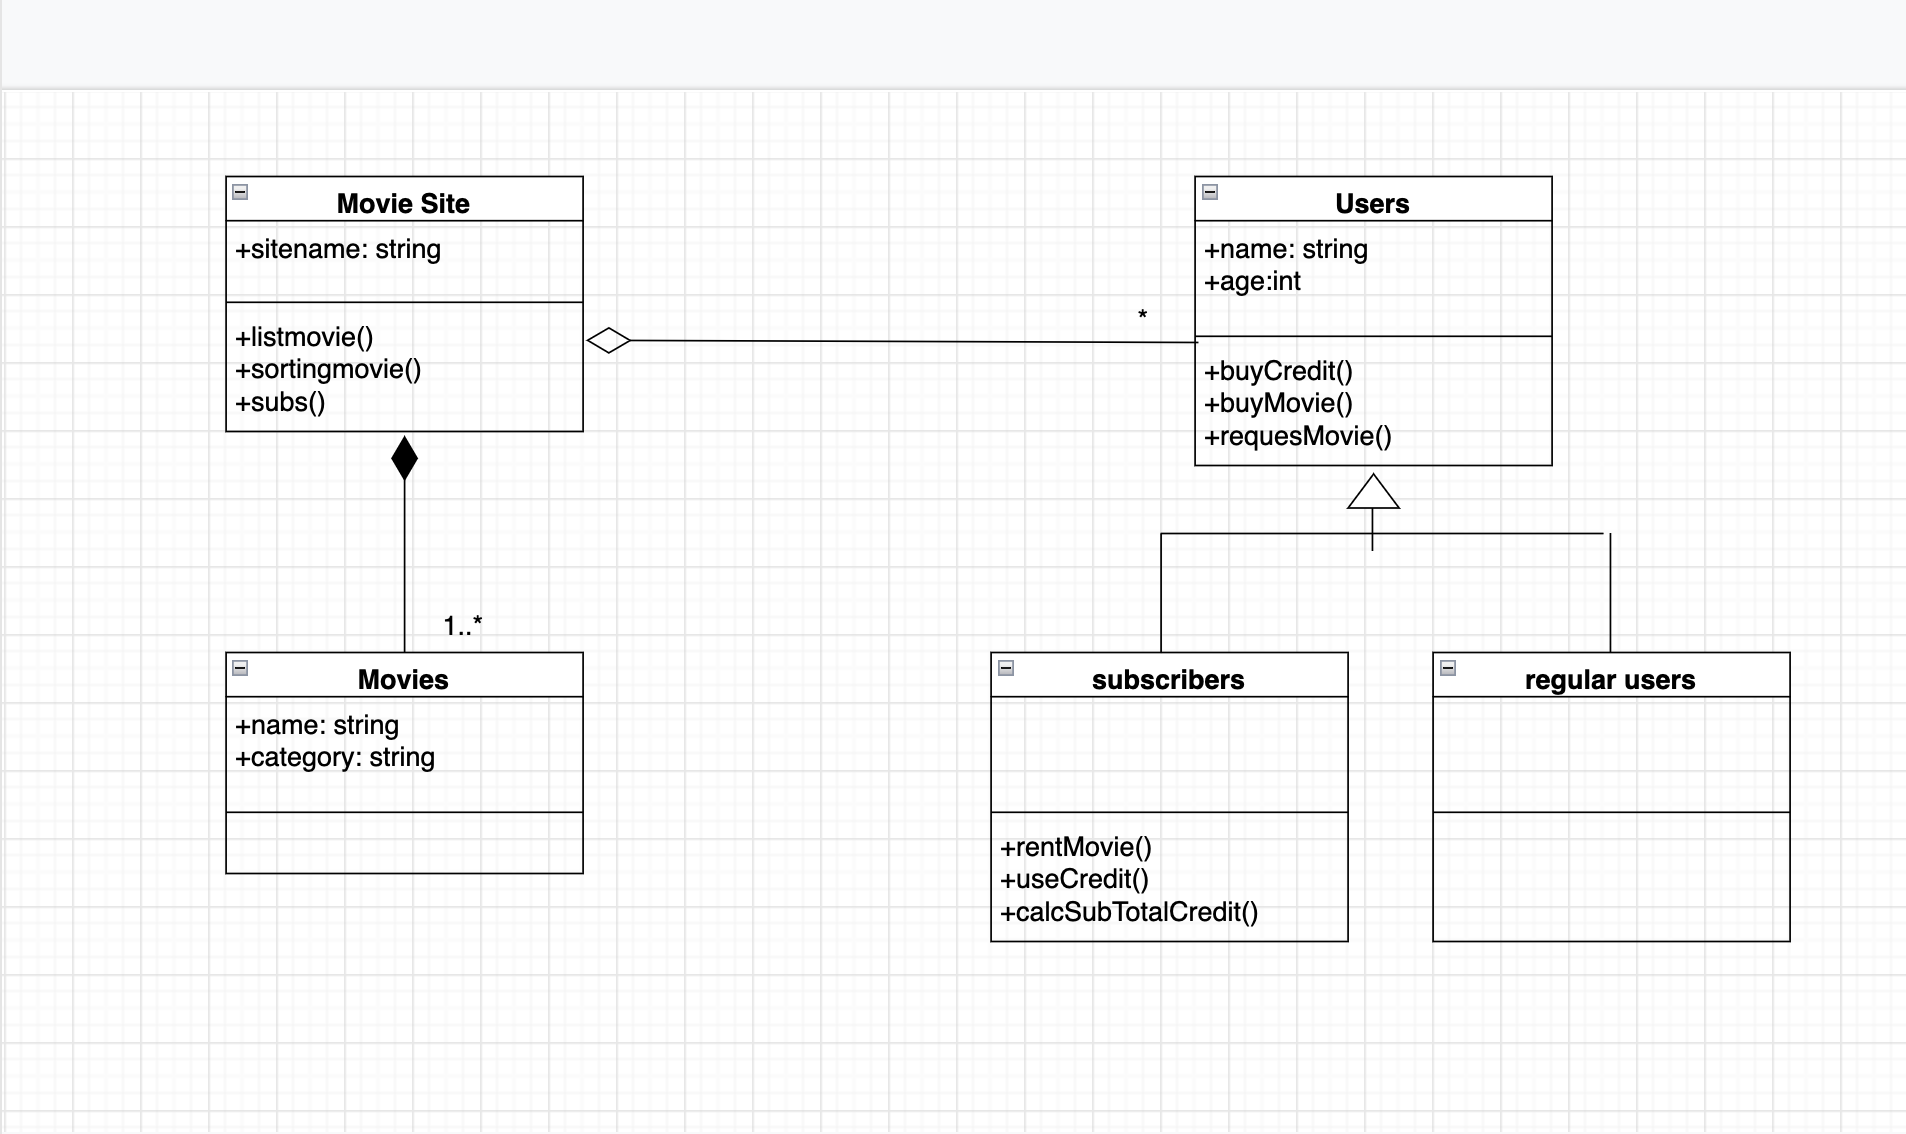 Movie Site
+sitename: string
+listmovie()
+sortingmovie()
+subs()
*
Users
+name: string
+age:int
+buyCredit()
+buyMovie()
+requesMovie()
1..*
Movies
+name: string
+category: string
subscribers
+rentMovie()
+useCredit()
+calcSubTotalCredit()
regular users